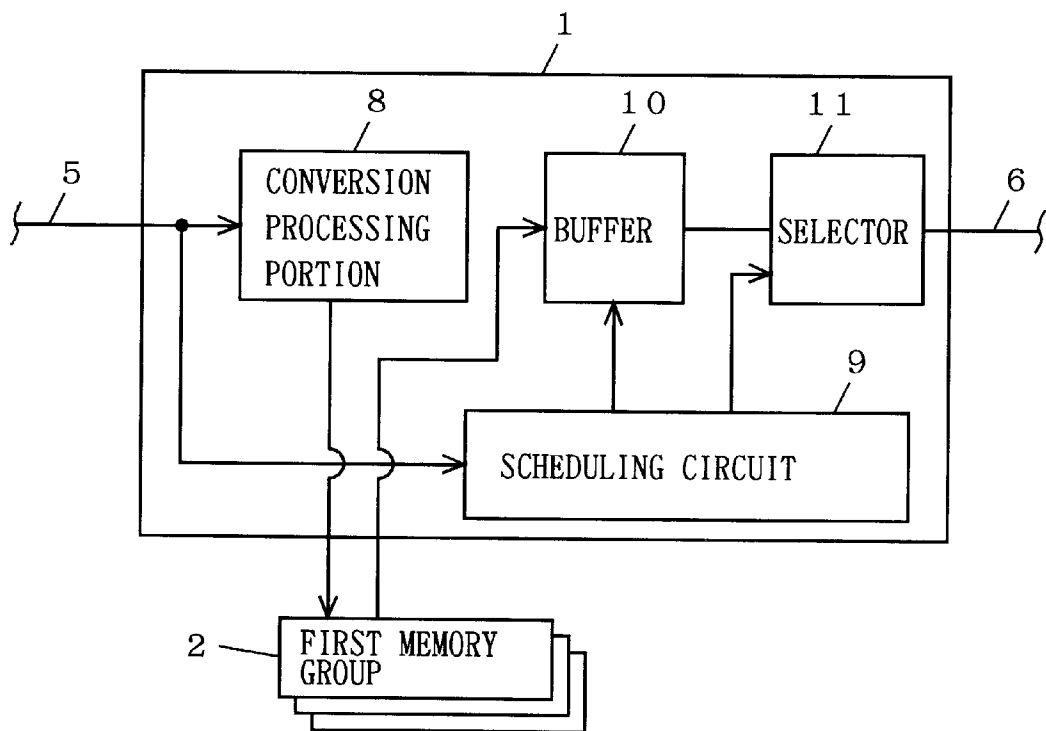 1
8
10
11
5
6
CONVERSION
PROCESSING
PORTION
BUFFER
SELECTOR
9
SCHEDULING CIRCUIT
2
FIRST MEMORY
GROUP